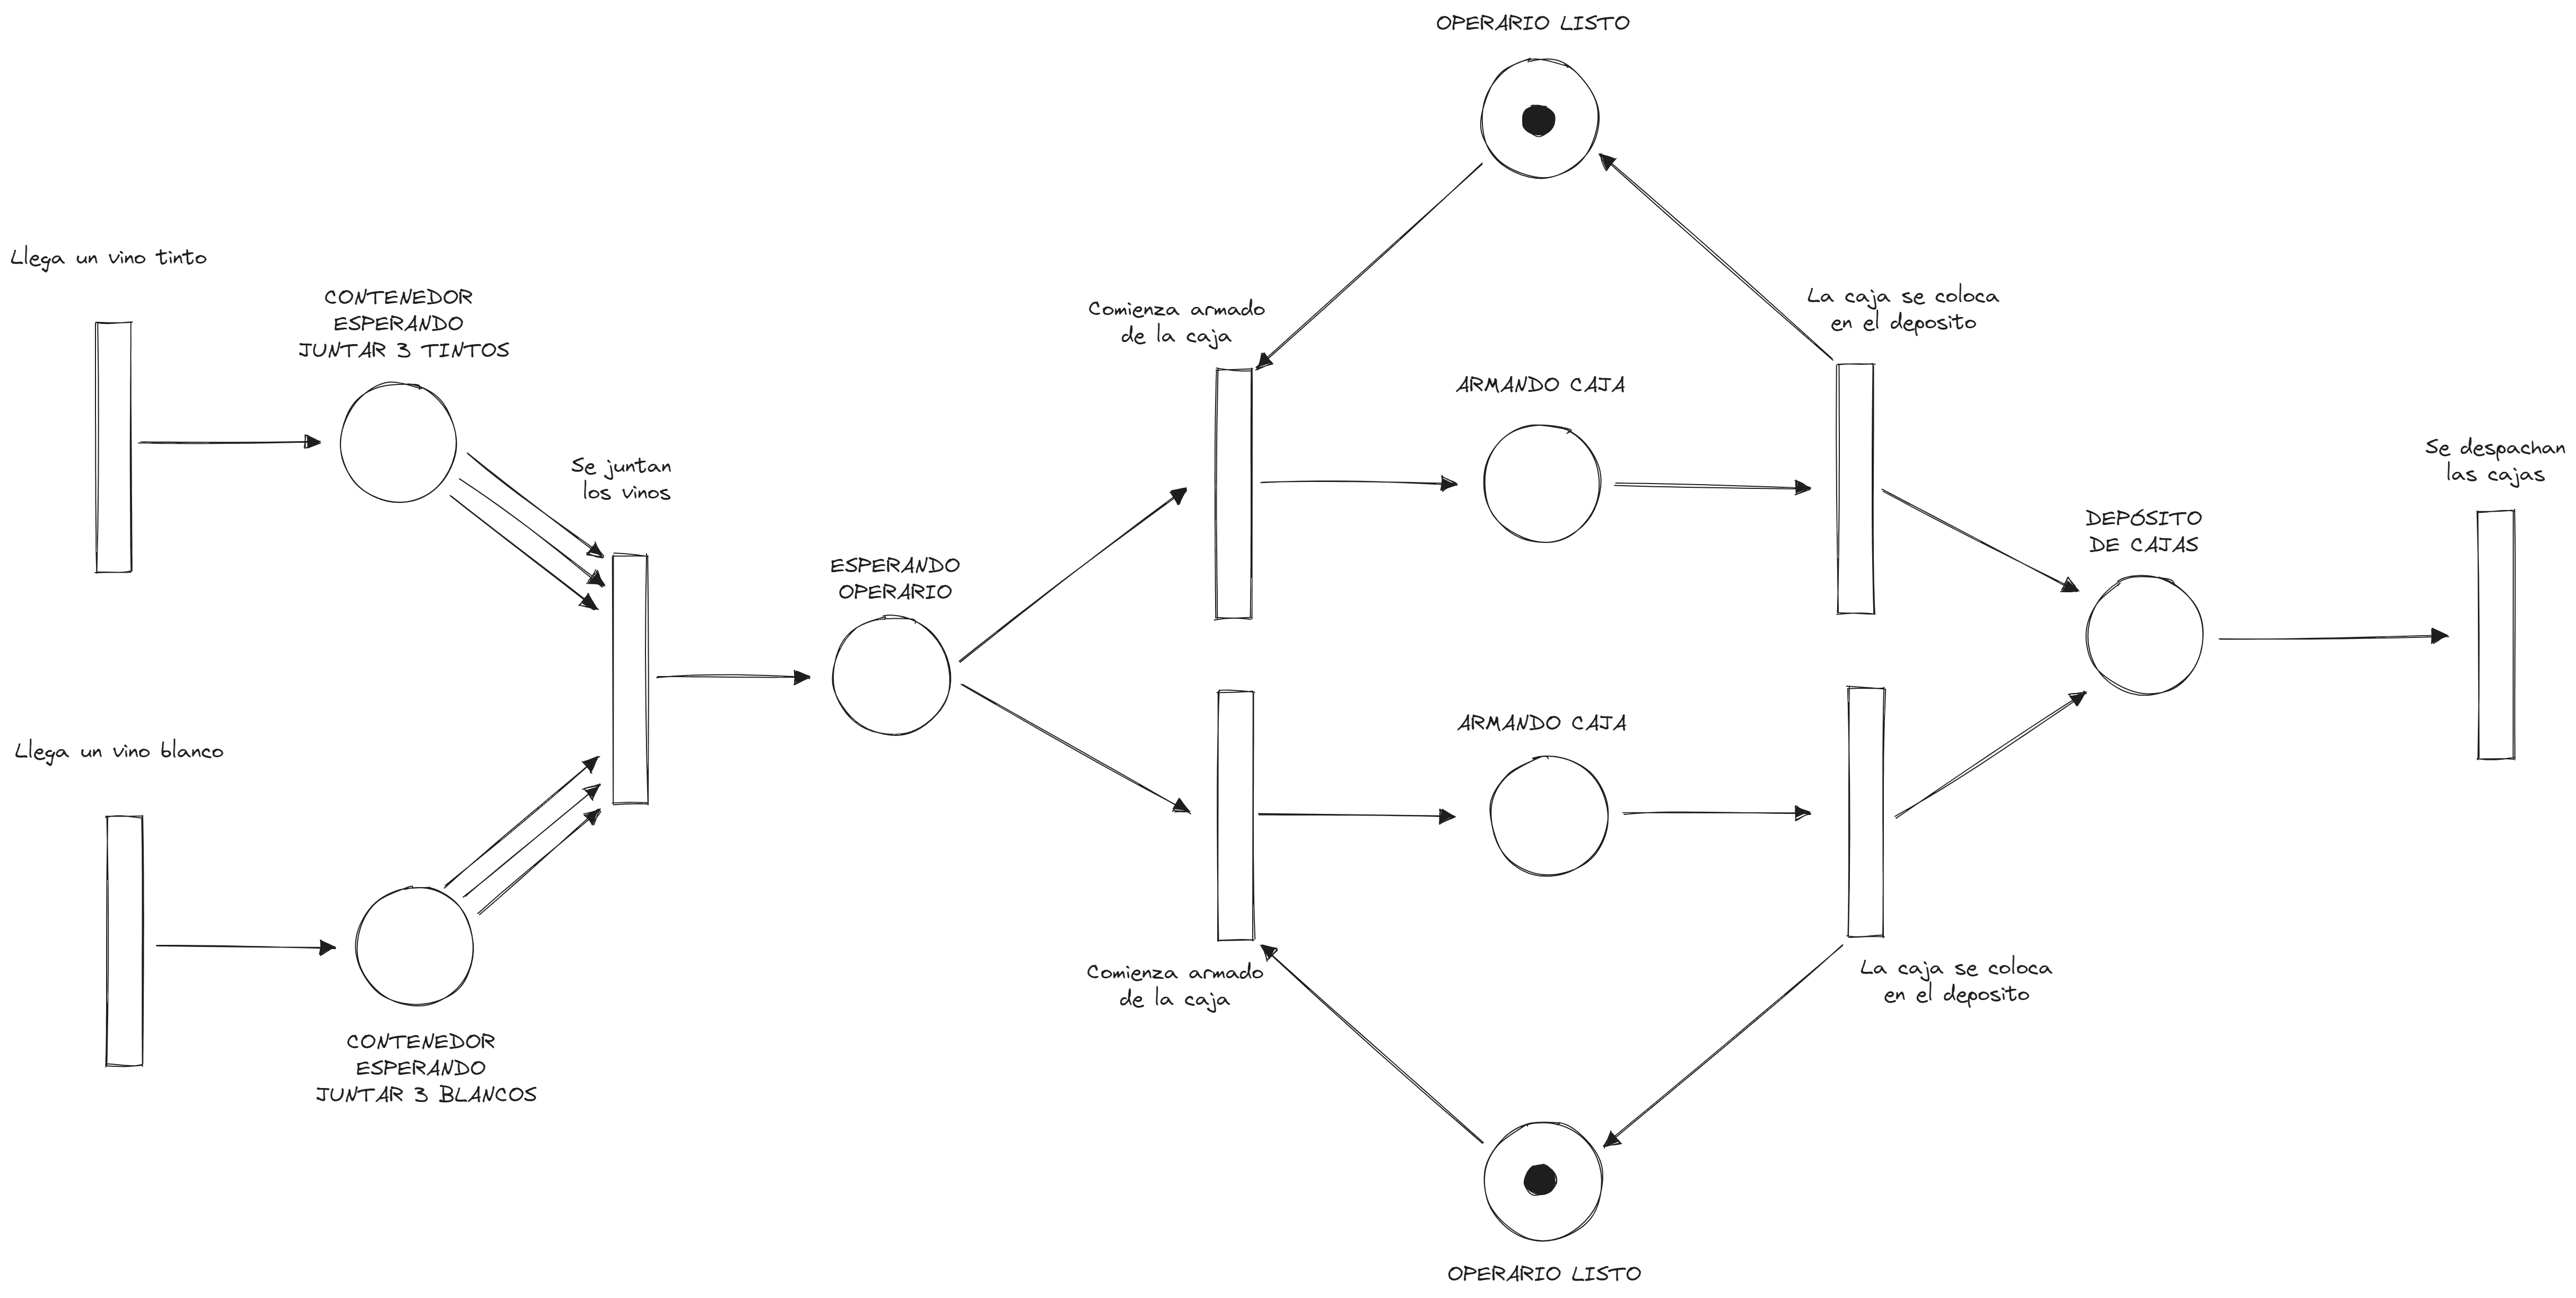 OPERARIO LISTO
Llega un vino tinto
CONTENEDOR
ESPERANDO
JUNTAR 3 TINTOS
Se juntan
los vinos
Llega un vino blanco
CONTENEDOR
ESPERANDO
JUNTAR 3 BLANCOS
ESPERANDO
OPERARIO
Comienza armado
de la caja
ARMANDO CAJA
La caja se coloca
en el deposito
ARMANDO CAJA
Comienza armado
de la caja
La caja se coloca
en el deposito
OPERARIO LISTO
DEPÓSITO
DE CAJAS
Se despachan
las cajas